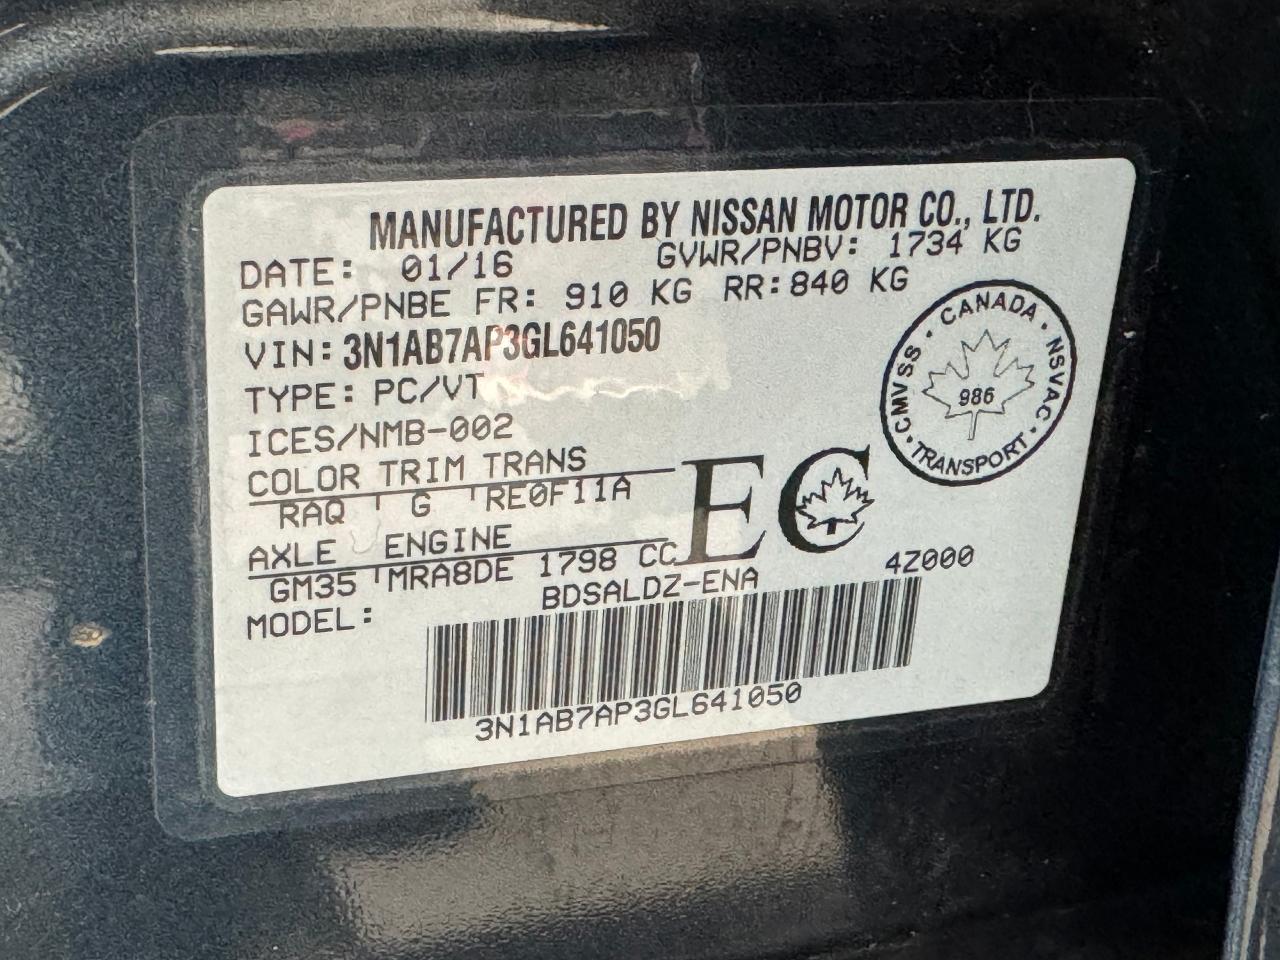 MANUFACTURED BY NISSAN MOTOR CO., LTD.
DATE: 01/16 GVWR/PNBV: 1734 KG
GAWR/PNBE FR: 910 KG RR:840 KG
VIN: 3N1AB7AP3GL641050
TYPE: PC/VT
ICES/NMB-002
COLOR TRIM TRANS
RAQ G RE0F11A
AXLE ENGINE
GM35 MRA8DE 1798 CC
MODEL: BDSALDZ-ENA 4Z000
3N1AB7AP3GL641050
EC
CANADA · NSVAC · TRANSPORT · CMVSS ·
986